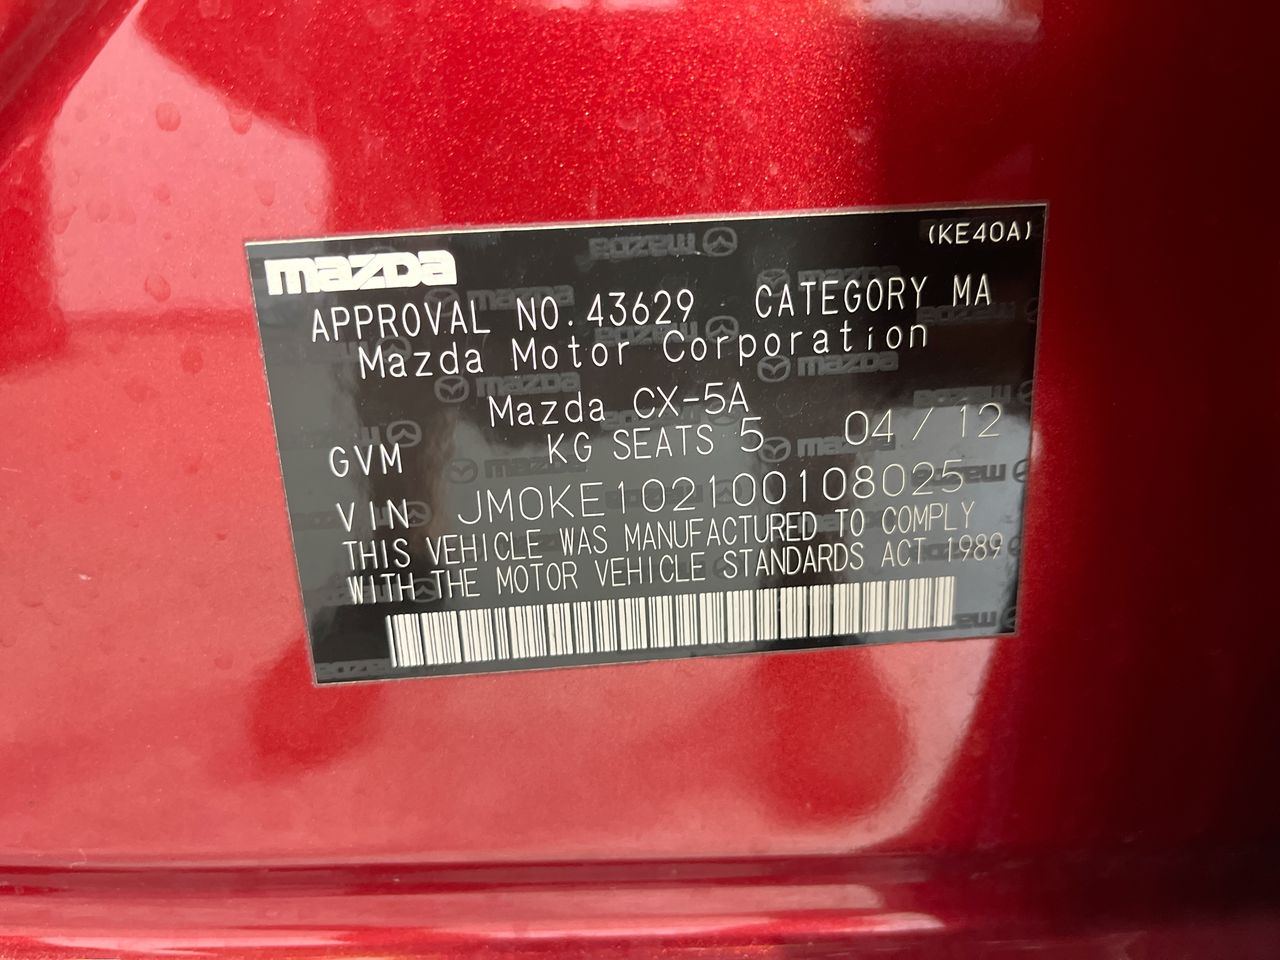 (KE40A)
mazda
APPROVAL NO. 43629 CATEGORY MA
Mazda Motor Corporation
Mazda CX-5A
GVM KG SEATS 5 04 / 12
VIN JM0KE102100108025
THIS VEHICLE WAS MANUFACTURED TO COMPLY
WITH THE MOTOR VEHICLE STANDARDS ACT 1989